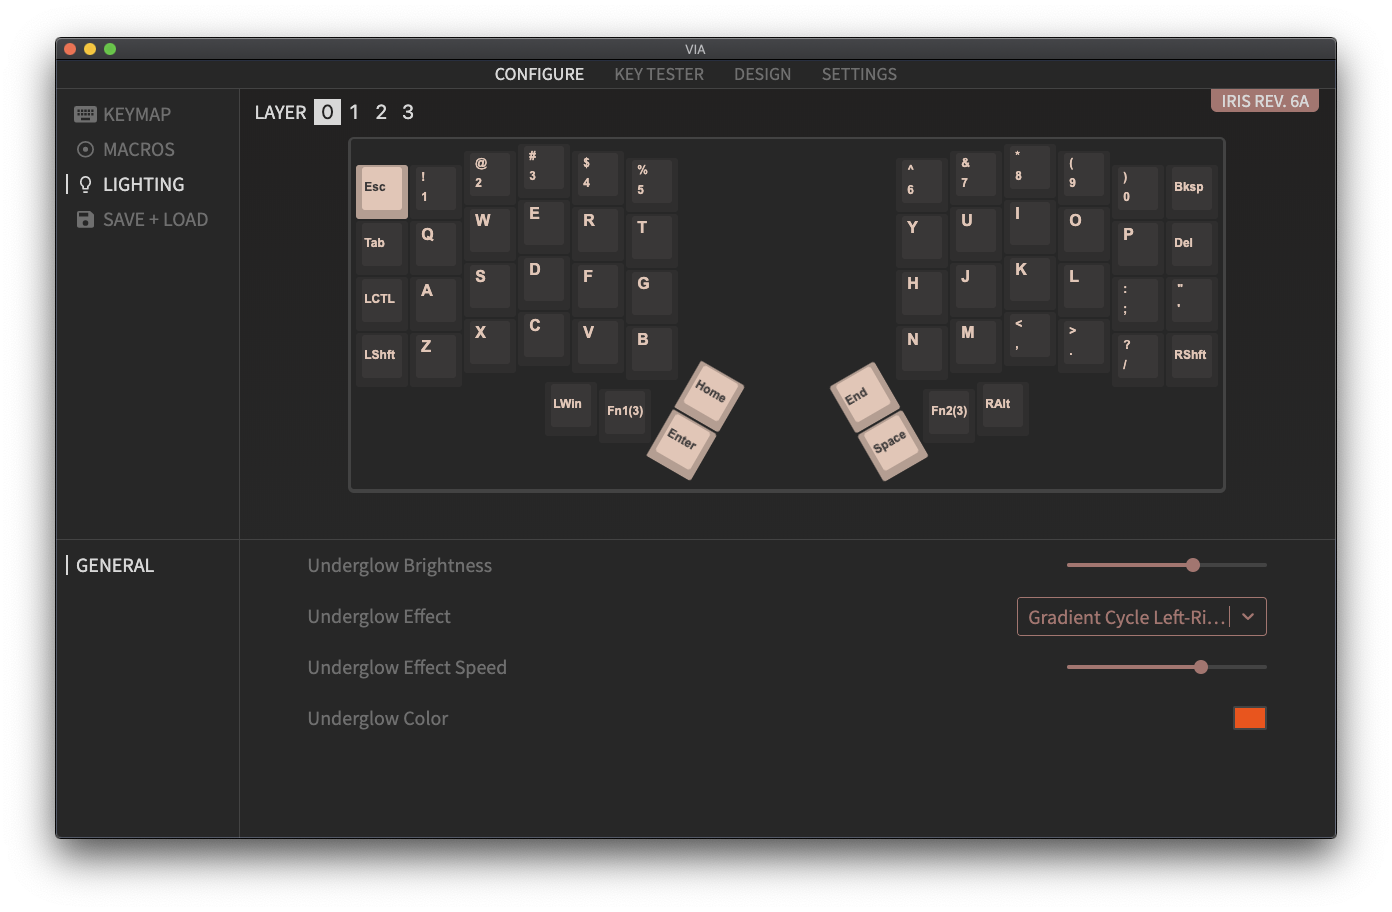 VIA
CONFIGURE KEY TESTER DESIGN SETTINGS
KEYMAP
MACROS
LIGHTING
SAVE + LOAD
LAYER 0 1 2 3
IRIS REV. 6A
Esc ! 1 @ 2 # 3 $ 4 % 5 ^ 6 & 7 * 8 ( 9 ) 0 Bksp
Tab Q W E R T Y U I O P Del
LCTL A S D F G H J K L : ; " '
LShft Z X C V B N M < , > . ? / RShft
LWin Fn1(3) Home End Fn2(3) RAlt
Enter Space
GENERAL
Underglow Brightness
Underglow Effect Gradient Cycle Left-Ri...
Underglow Effect Speed
Underglow Color